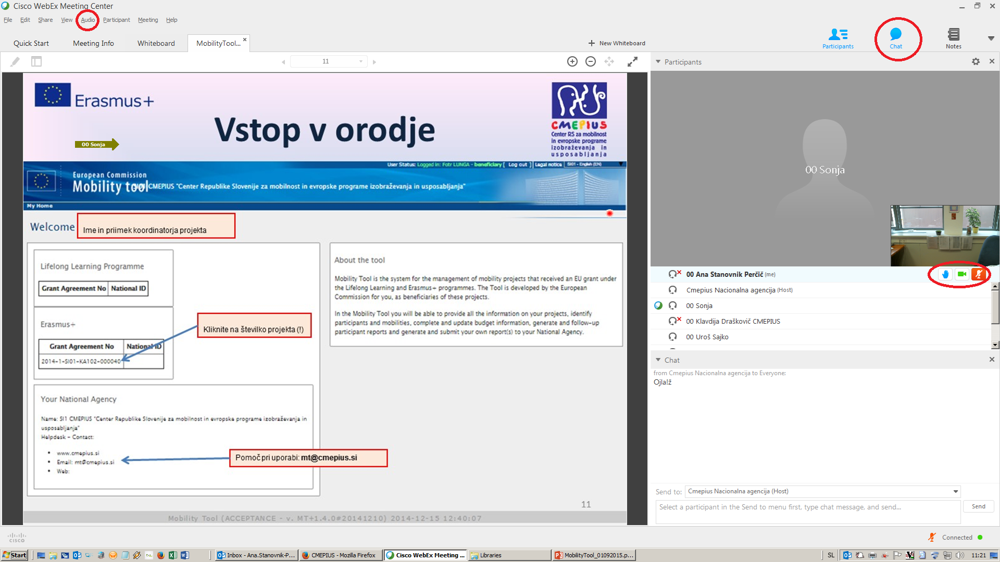 Cisco WebEx Meeting Center
File Edit Share View Audio Participant Meeting Help
Quick Start Meeting Info Whiteboard MobilityTool... New Whiteboard
Participants Chat Notes
11
Erasmus+
Vstop v orodje
00 Sonja
CMEPIUS
Center RS za mobilnost
in evropske programe
izobraževanja in
usposabljanja
User Status: Logged in: Fotr LUNGA - beneficiary [ Log out ] | Legal notice SI01 - English (EN)
European Commission
Mobility tool CMEPIUS "Center Republike Slovenije za mobilnost in evropske programe izobraževanja in usposabljanja"
My Home
Welcome
Ime in priimek koordinatorja projekta
Lifelong Learning Programme
Grant Agreement No National ID
Erasmus+
Grant Agreement No National ID
2014-1-SI01-KA102-000040
Kliknite na številko projekta (!)
Your National Agency
Name: SI1 CMEPIUS "Center Republike Slovenije za mobilnost in evropske programe izobraževanja in
usposabljanja"
Helpdesk - Contact:
• www.cmepius.si
• Email: mt@cmepius.si
• Web:
Pomoč pri uporabi: mt@cmepius.si
About the tool
Mobility Tool is the system for the management of mobility projects that received an EU grant under
the Lifelong Learning and Erasmus+ programmes. The Tool is developed by the European
Commission for you, as beneficiaries of these projects.
In the Mobility Tool you will be able to provide all the information on your projects, identify
participants and mobilities, complete and update budget information, generate and follow-up
participant reports and generate and submit your own report(s) to your National Agency.
11
Mobility Tool (ACCEPTANCE - v. MT+1.4.0#20141210) 2014-12-15 12:40:07
Participants
00 Sonja
00 Ana Stanovnik Perčič (me)
Cmepius Nacionalna agencija (Host)
00 Sonja
00 Klavdija Draškovič CMEPIUS
00 Uroš Sajko
Chat
from Cmepius Nacionalna agencija to Everyone:
Ojla!ž
Send to: Cmepius Nacionalna agencija (Host)
Select a participant in the Send to menu first, type chat message, and send...
Send
cisco
Connected
Start
Inbox - Ana.Stanovnik-P...
CMEPIUS - Mozilla Firefox
Cisco WebEx Meeting ...
Libraries
MobilityTool_01092015.p...
SL
11:21